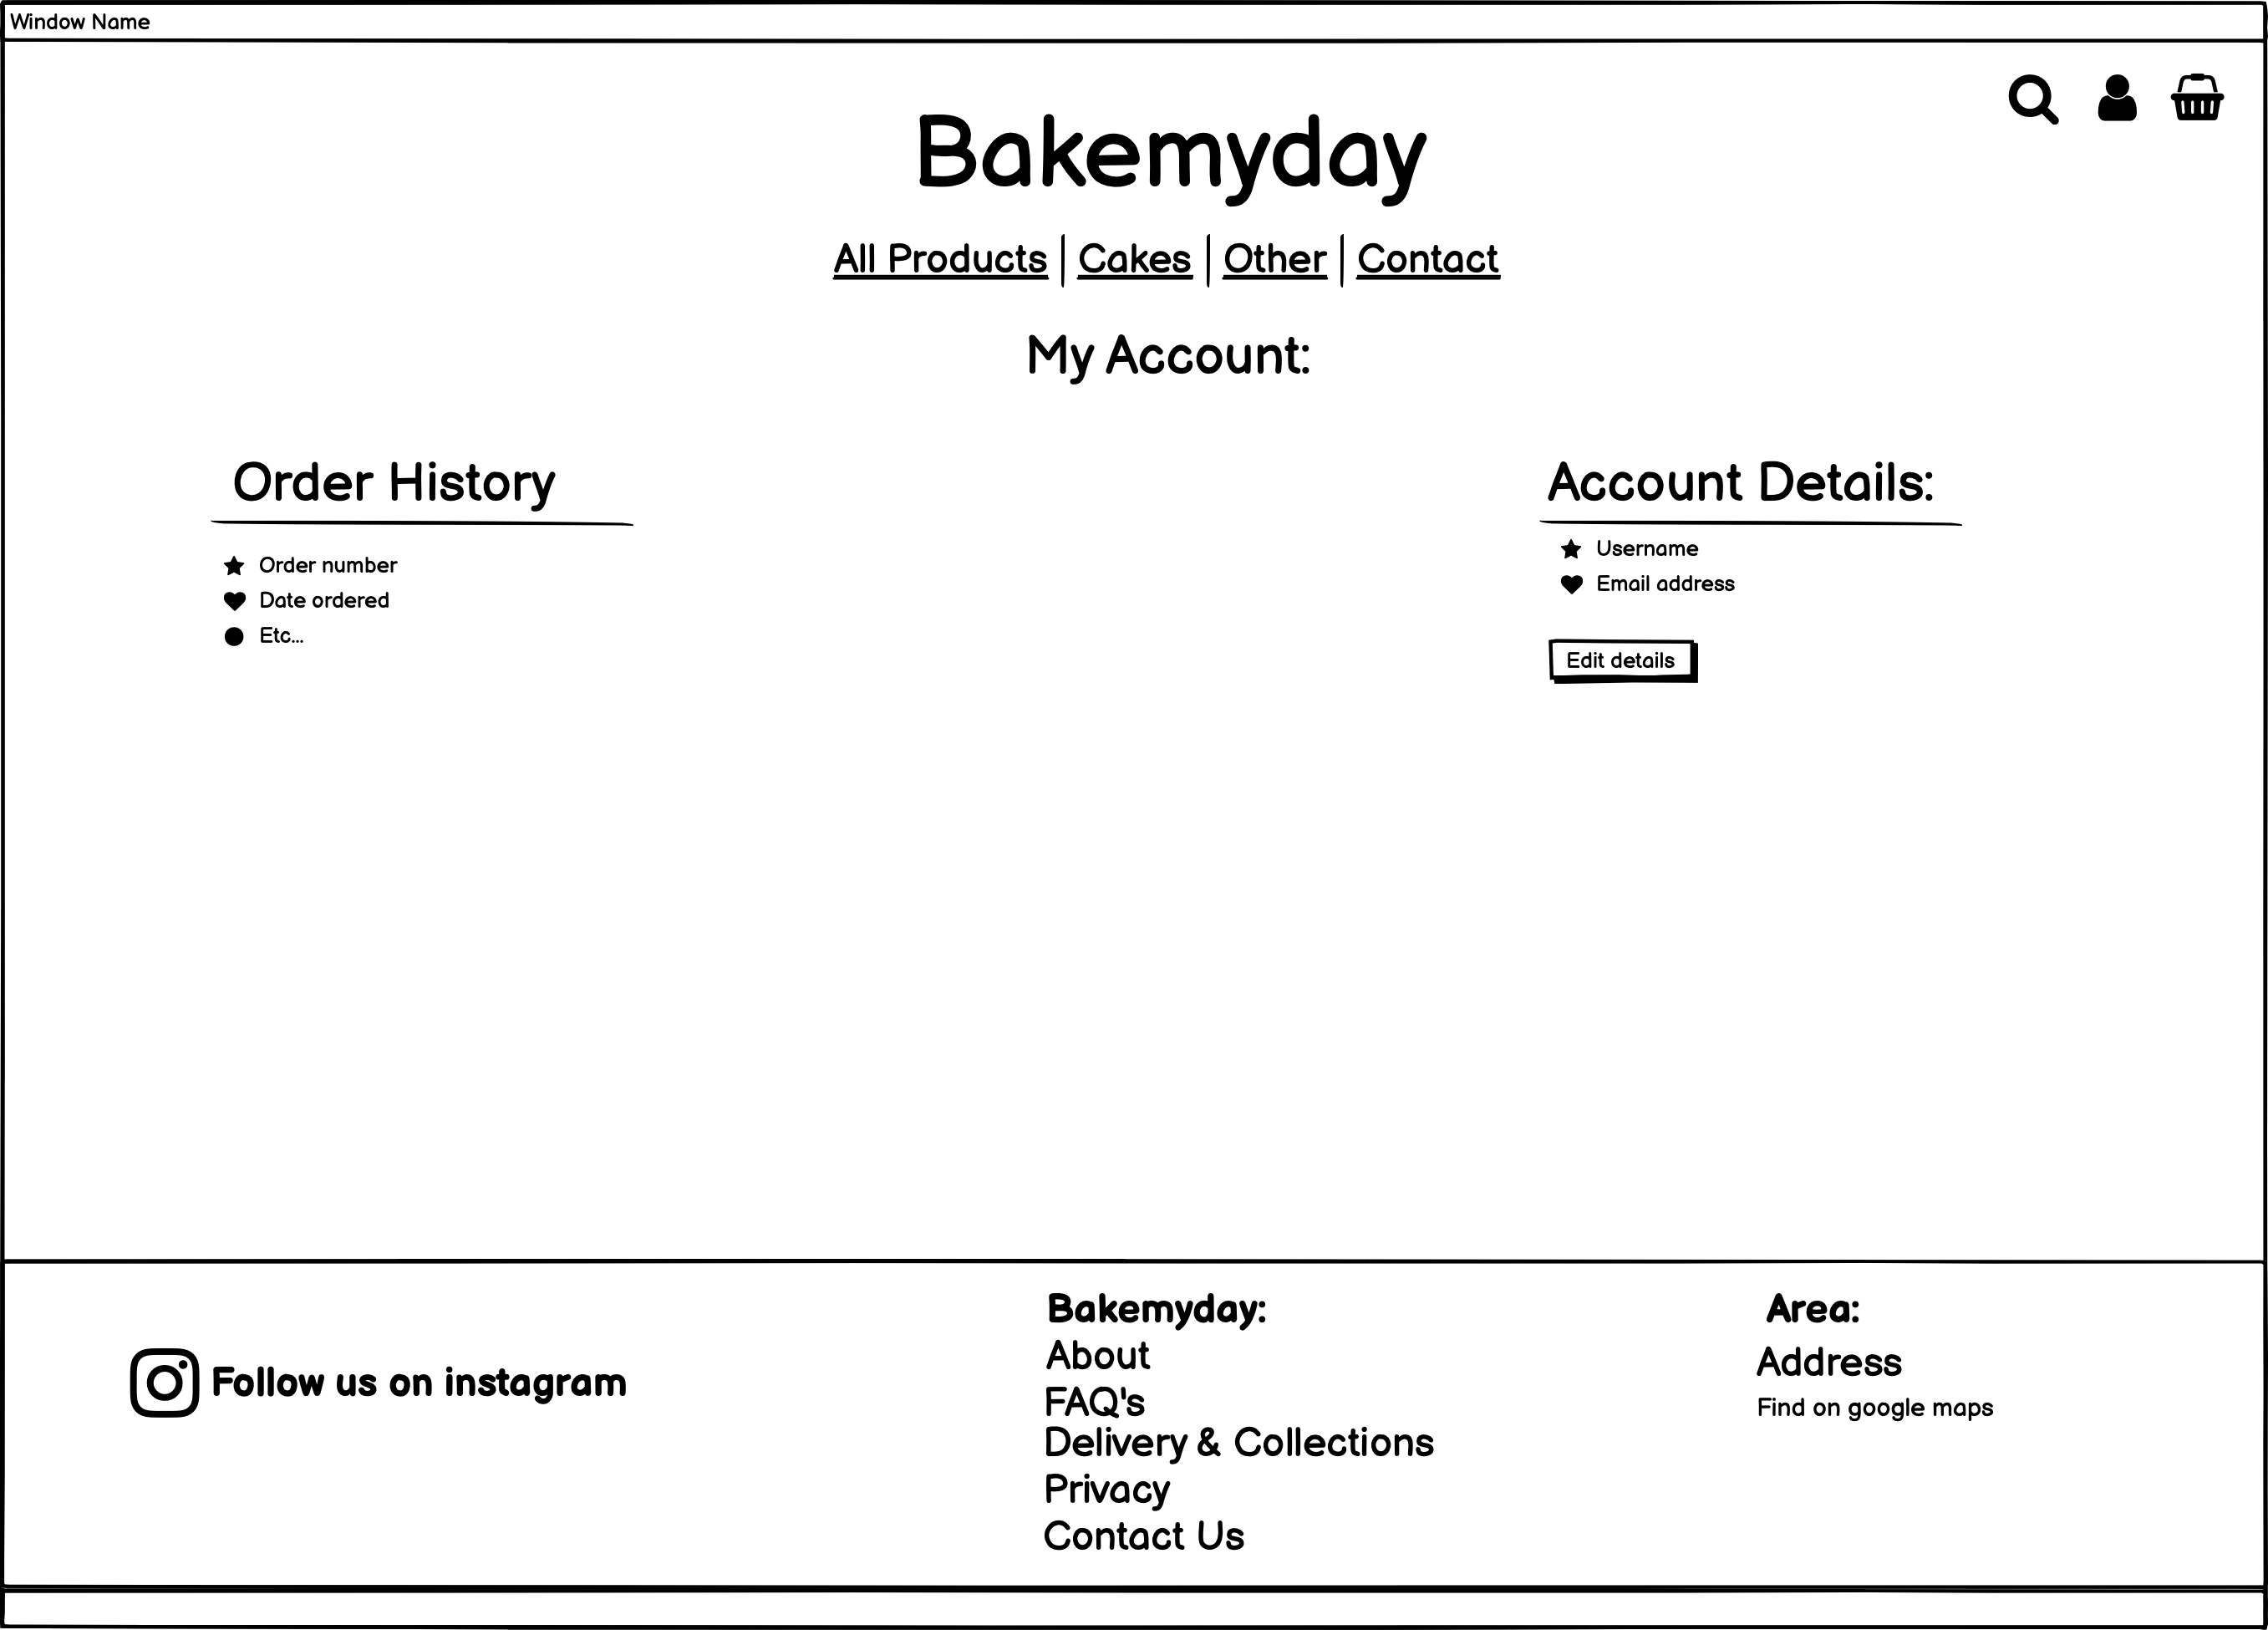 Window Name
Bakemyday
All Products | Cakes | Other | Contact
My Account:
Order History
Order number
Date ordered
Etc...
Account Details:
Username
Email address
Edit details
Follow us on instagram
Bakemyday:
About
FAQ's
Delivery & Collections
Privacy
Contact Us
Area:
Address
Find on google maps